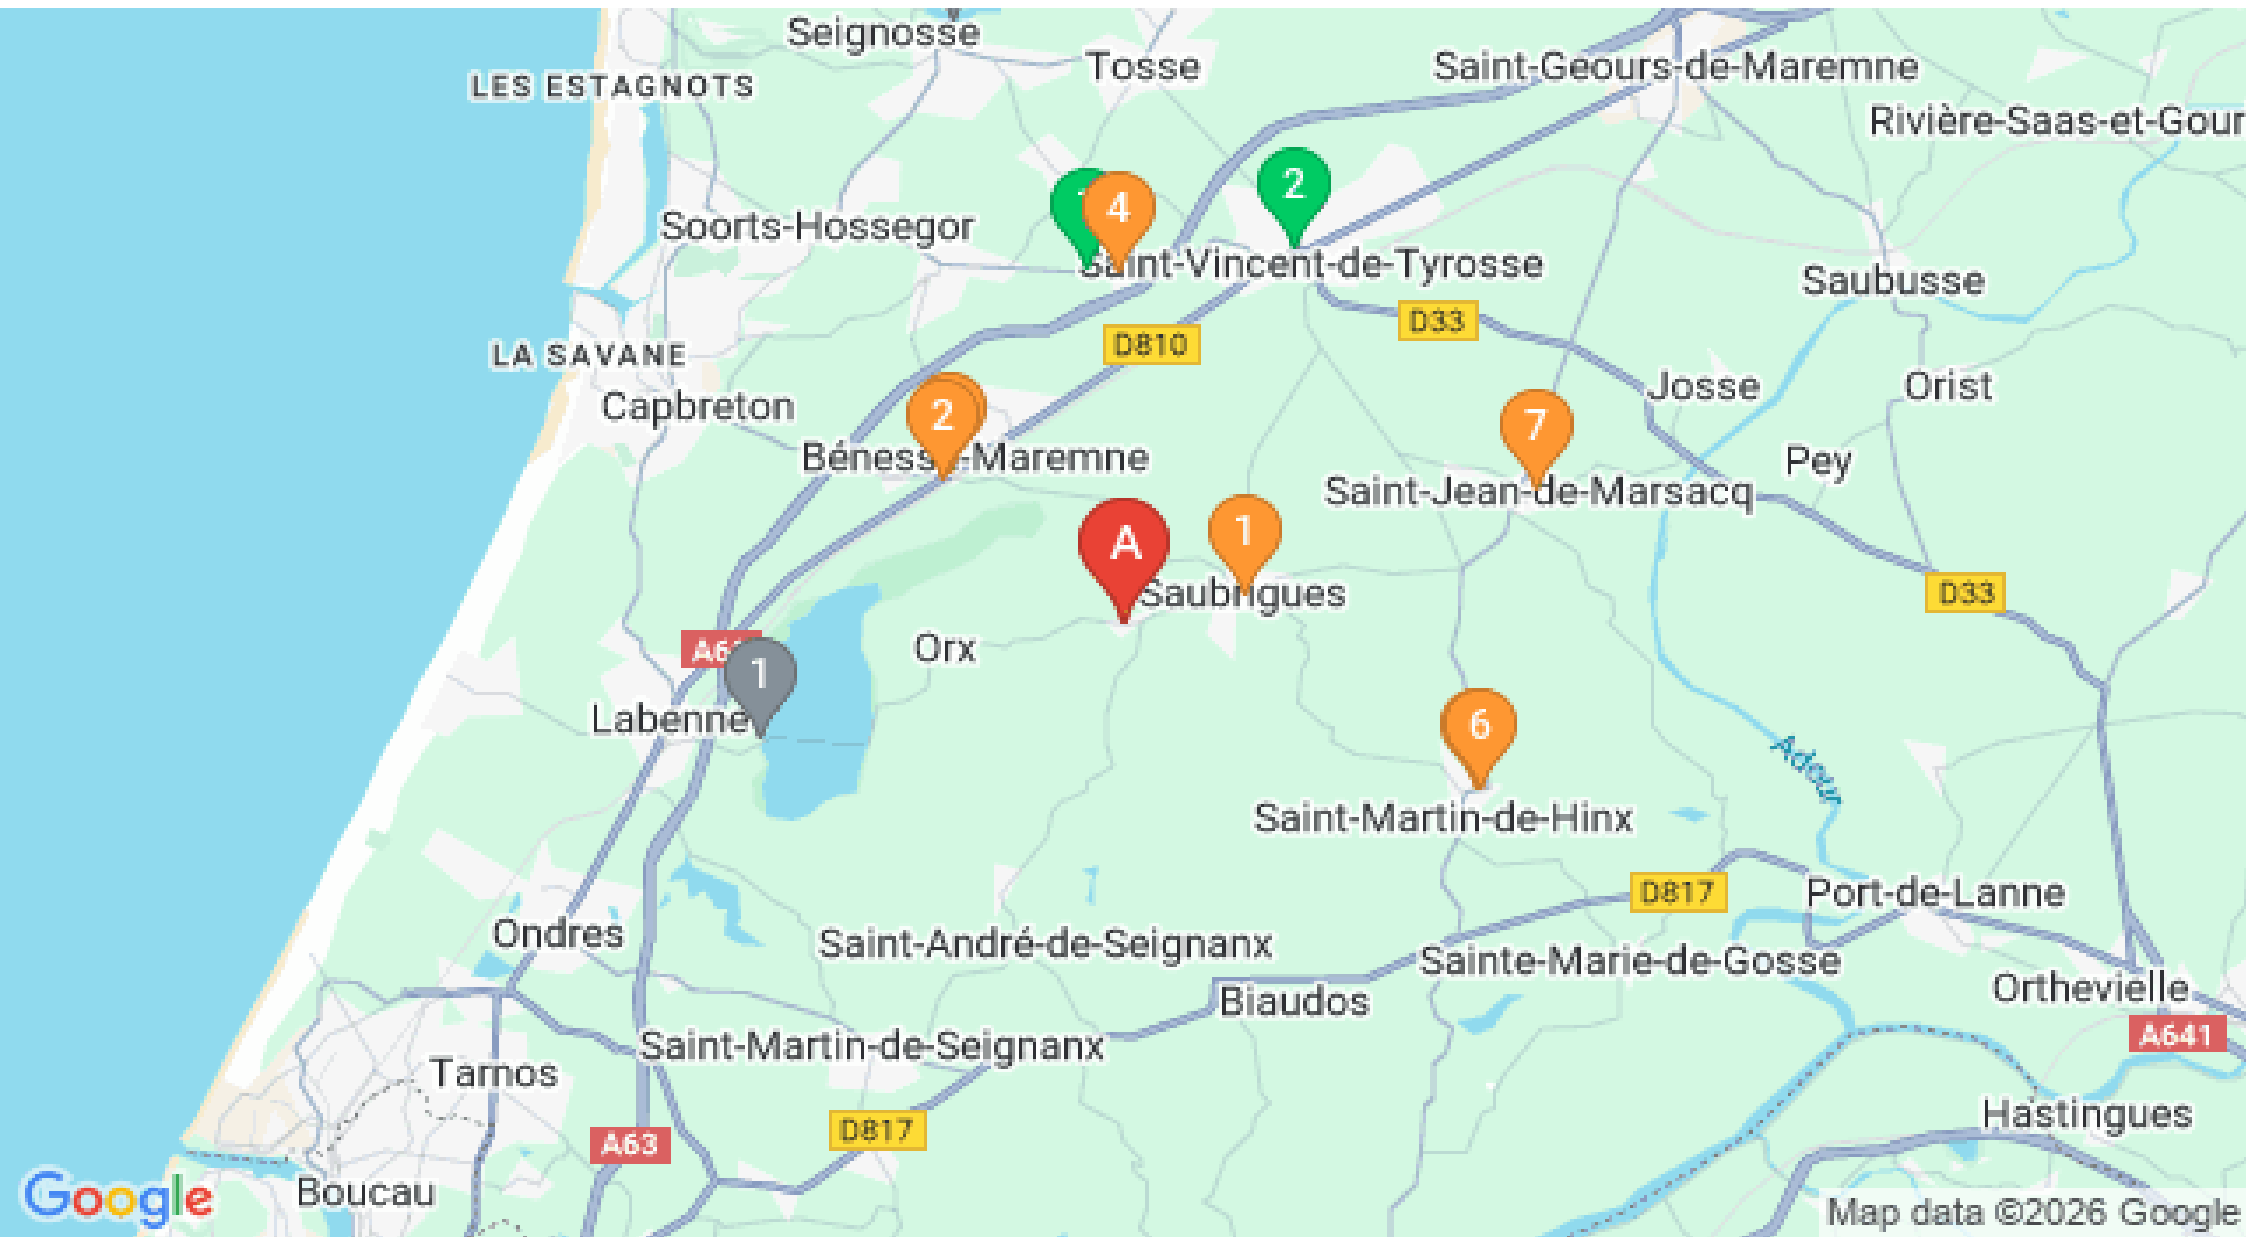 Seignosse
Tosse
Saint-Geours-de-Maremne
LES ESTAGNOTS
Rivière-Saas-et-Gour
2
4
Soorts-Hossegor
Saint-Vincent-de-Tyrosse
Saubusse
D33
D810
LA SAVANE
Josse
Orist
Capbreton
2
7
Bénesse-Maremne
Pey
Saint-Jean-de-Marsacq
A
1
Saubrigues
D33
Orx
A63
1
Labenne
6
Adour
Saint-Martin-de-Hinx
D817
Port-de-Lanne
Ondres
Saint-André-de-Seignanx
Sainte-Marie-de-Gosse
Orthevielle
Biaudos
A641
Saint-Martin-de-Seignanx
Tarnos
Hastingues
D817
A63
Boucau
Google
Map data ©2026 Google